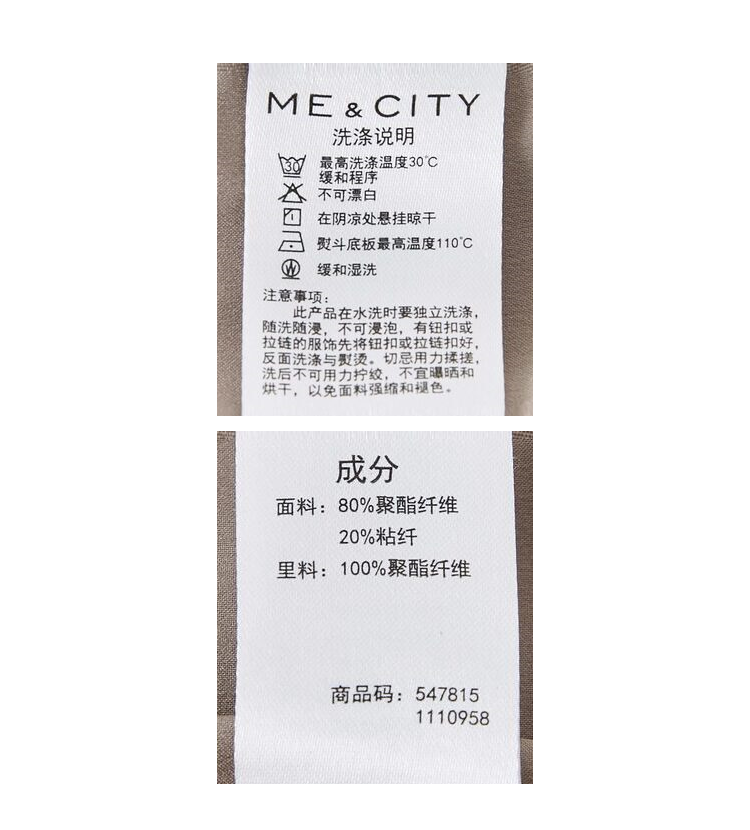 ME&CITY
洗涤说明
30 最高洗涤温度30℃
缓和程序
不可漂白
在阴凉处悬挂晾干
熨斗底板最高温度110℃
W 缓和湿洗
注意事项:
此产品在水洗时要独立洗涤,
随洗随浸,不可浸泡,有钮扣或
拉链的服饰先将钮扣或拉链扣好,
反面洗涤与熨烫。切忌用力揉搓,
洗后不可用力拧绞,不宜曝晒和
烘干,以免面料强缩和褪色。
成分
面料:80%聚酯纤维
20%粘纤
里料:100%聚酯纤维
商品码:547815
1110958